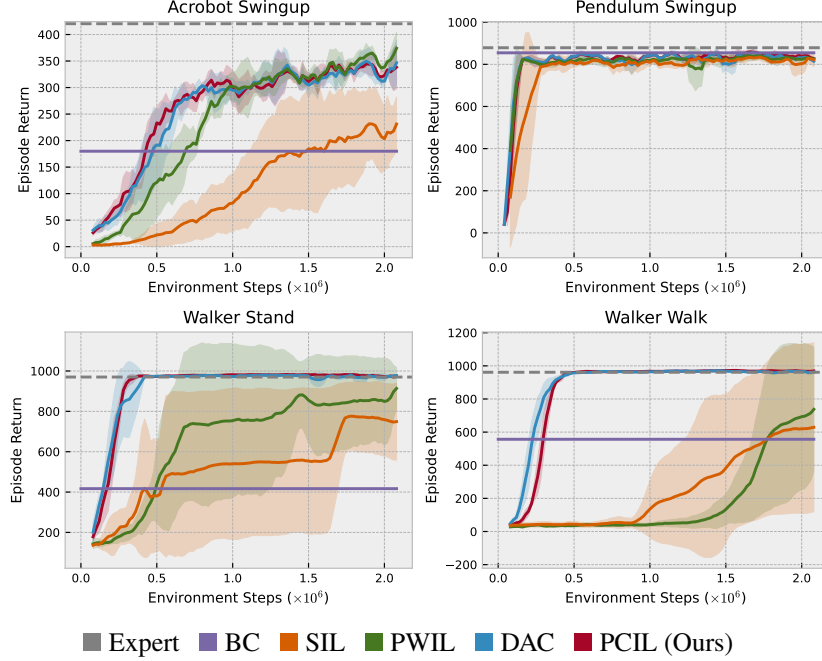 Acrobot Swingup
Episode Return
400
350
300
250
200
150
100
50
0
0.0 0.5 1.0 1.5 2.0
Environment Steps (×10⁶)
Pendulum Swingup
Episode Return
1000
800
600
400
200
0
0.0 0.5 1.0 1.5 2.0
Environment Steps (×10⁶)
Walker Stand
Episode Return
1000
800
600
400
200
0.0 0.5 1.0 1.5 2.0
Environment Steps (×10⁶)
Walker Walk
Episode Return
1200
1000
800
600
400
200
0
−200
0.0 0.5 1.0 1.5 2.0
Environment Steps (×10⁶)
Expert BC SIL PWIL DAC PCIL (Ours)